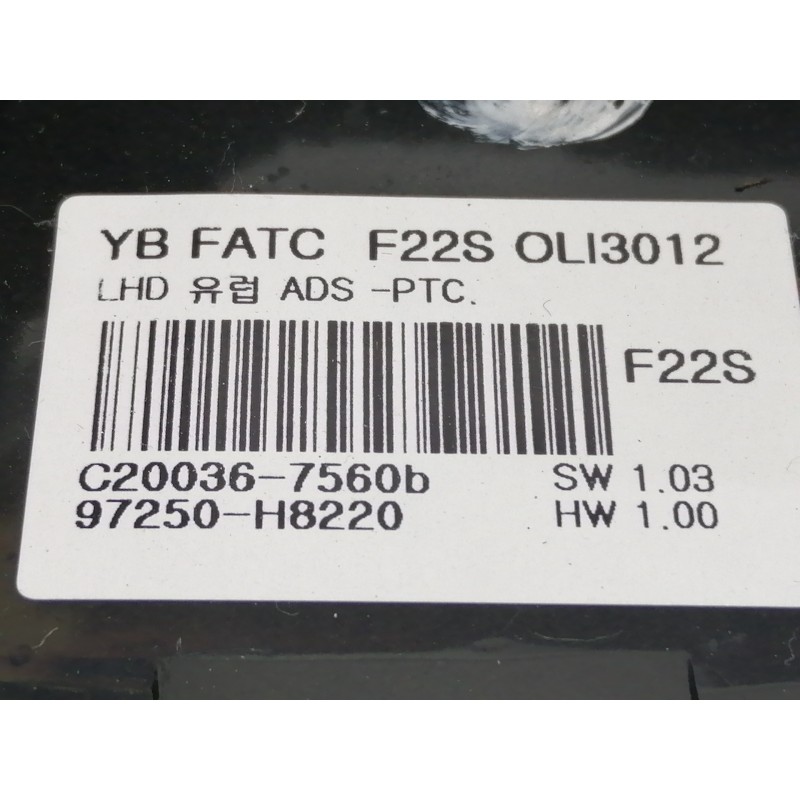 YB FATC F22S OLI3012
LHD 유럽 ADS -PTC.
F22S
C20036-7560b SW 1.03
97250-H8220 HW 1.00